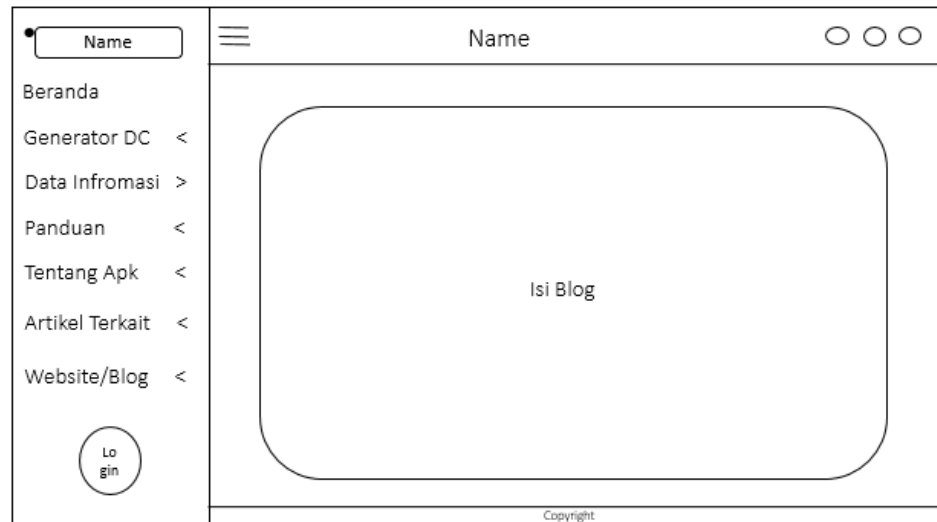 Name
Beranda
Generator DC <
Data Infromasi >
Panduan <
Tentang Apk <
Artikel Terkait <
Website/Blog <
Lo
gin
Name
Isi Blog
Copyright